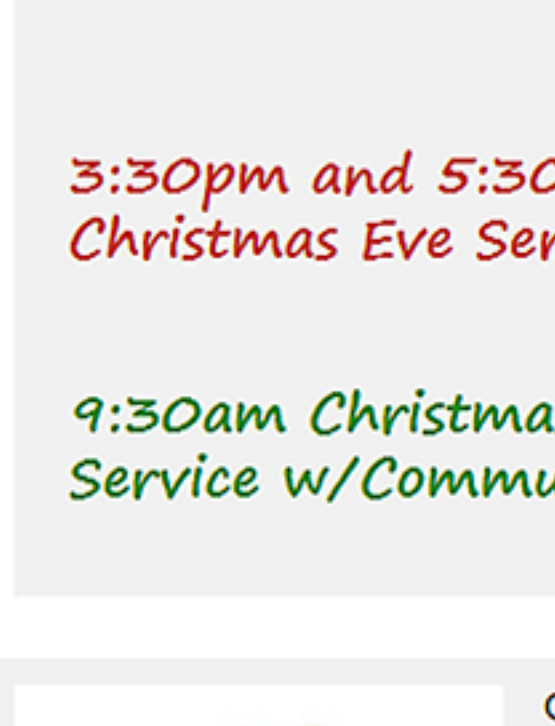 3:30pm and 5:30
Christmas Eve Ser
9:30am Christma
Service w/Commu